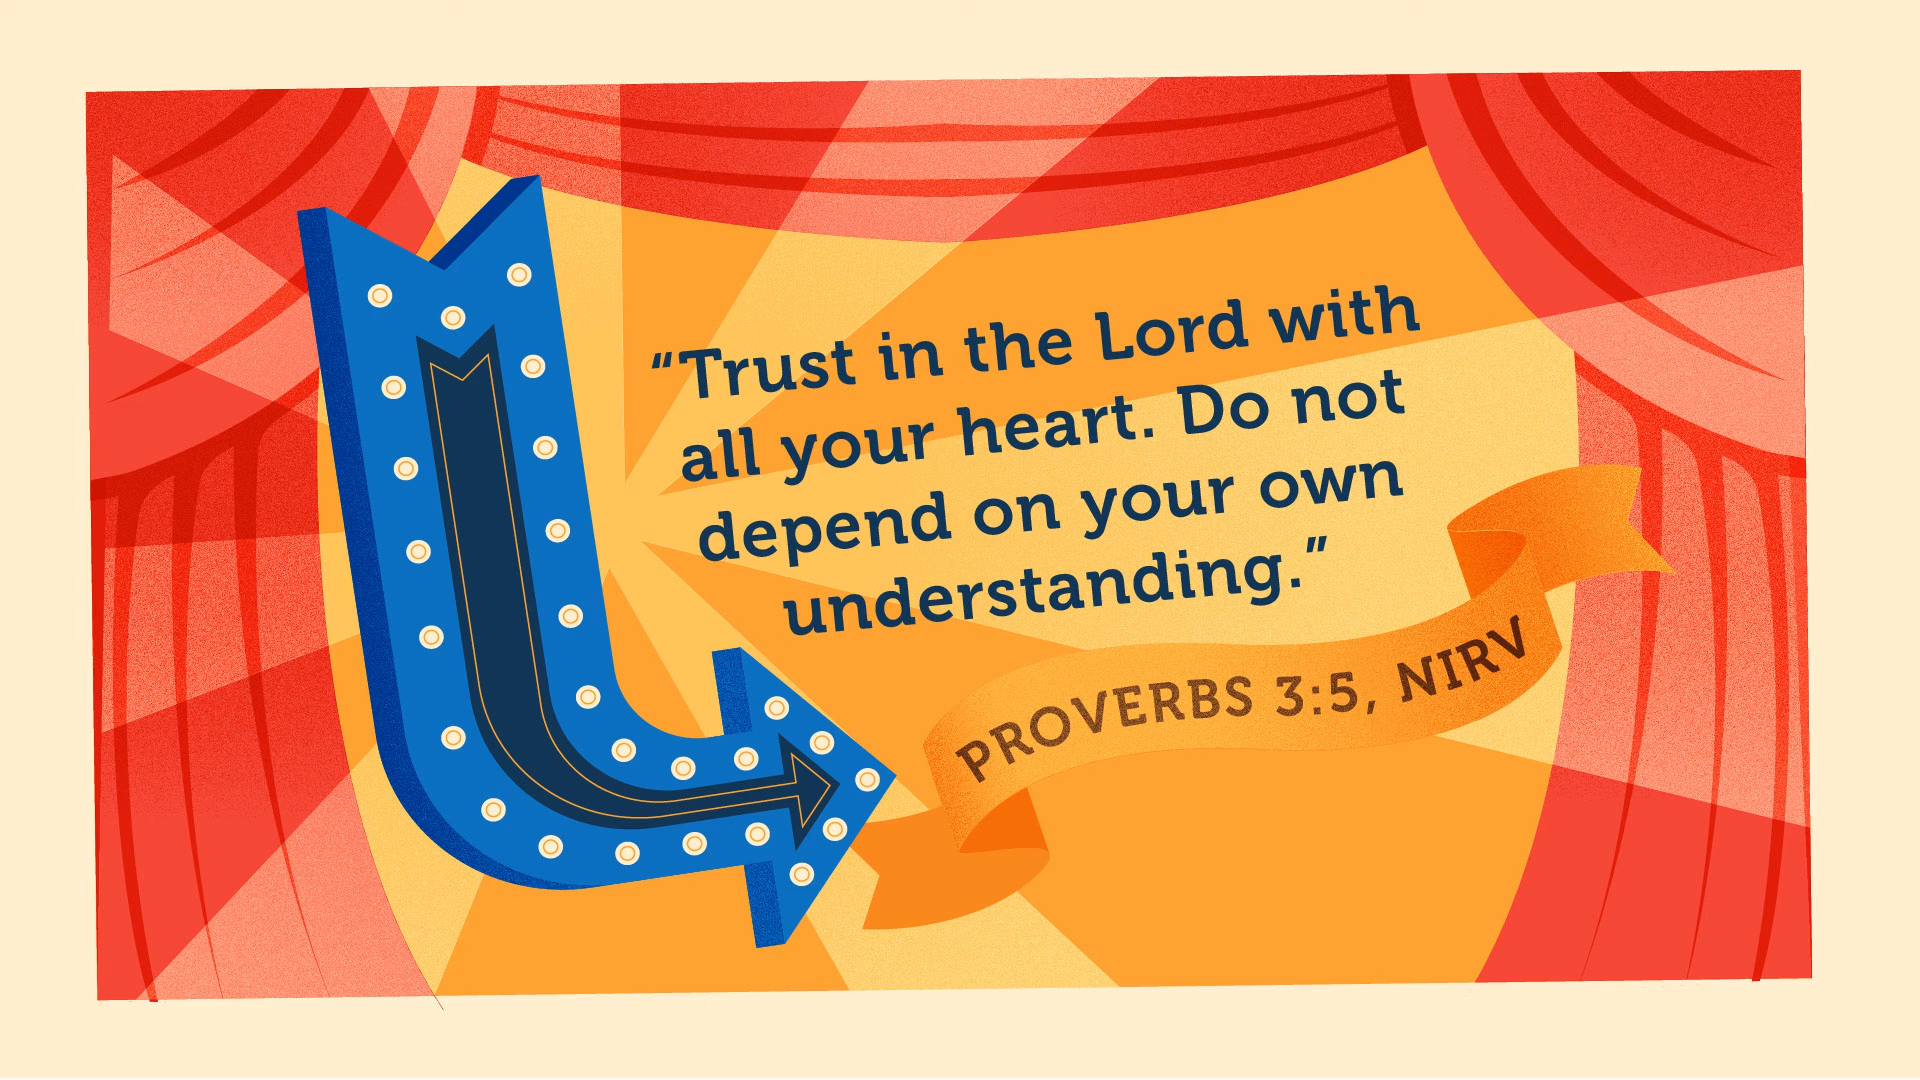 “Trust in the Lord with
all your heart. Do not
depend on your own
understanding.”
PROVERBS 3:5, NIRV